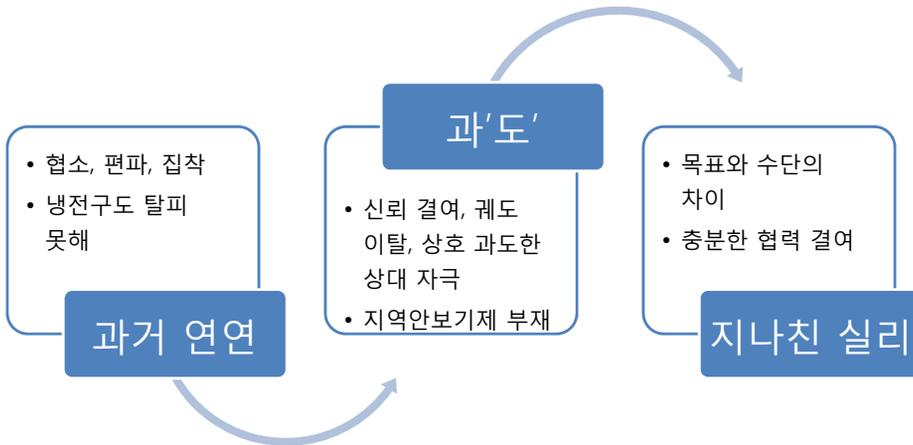 • 협소, 편파, 집착
• 냉전구도 탈피
못해
과거 연연
과'도'
• 신뢰 결여, 궤도
이탈, 상호 과도한
상대 자극
• 지역안보기제 부재
• 목표와 수단의
차이
• 충분한 협력 결여
지나친 실리